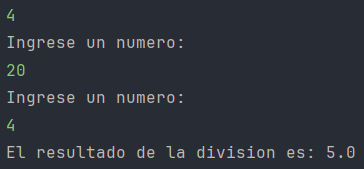 4
Ingrese un numero:
20
Ingrese un numero:
4
El resultado de la division es: 5.0